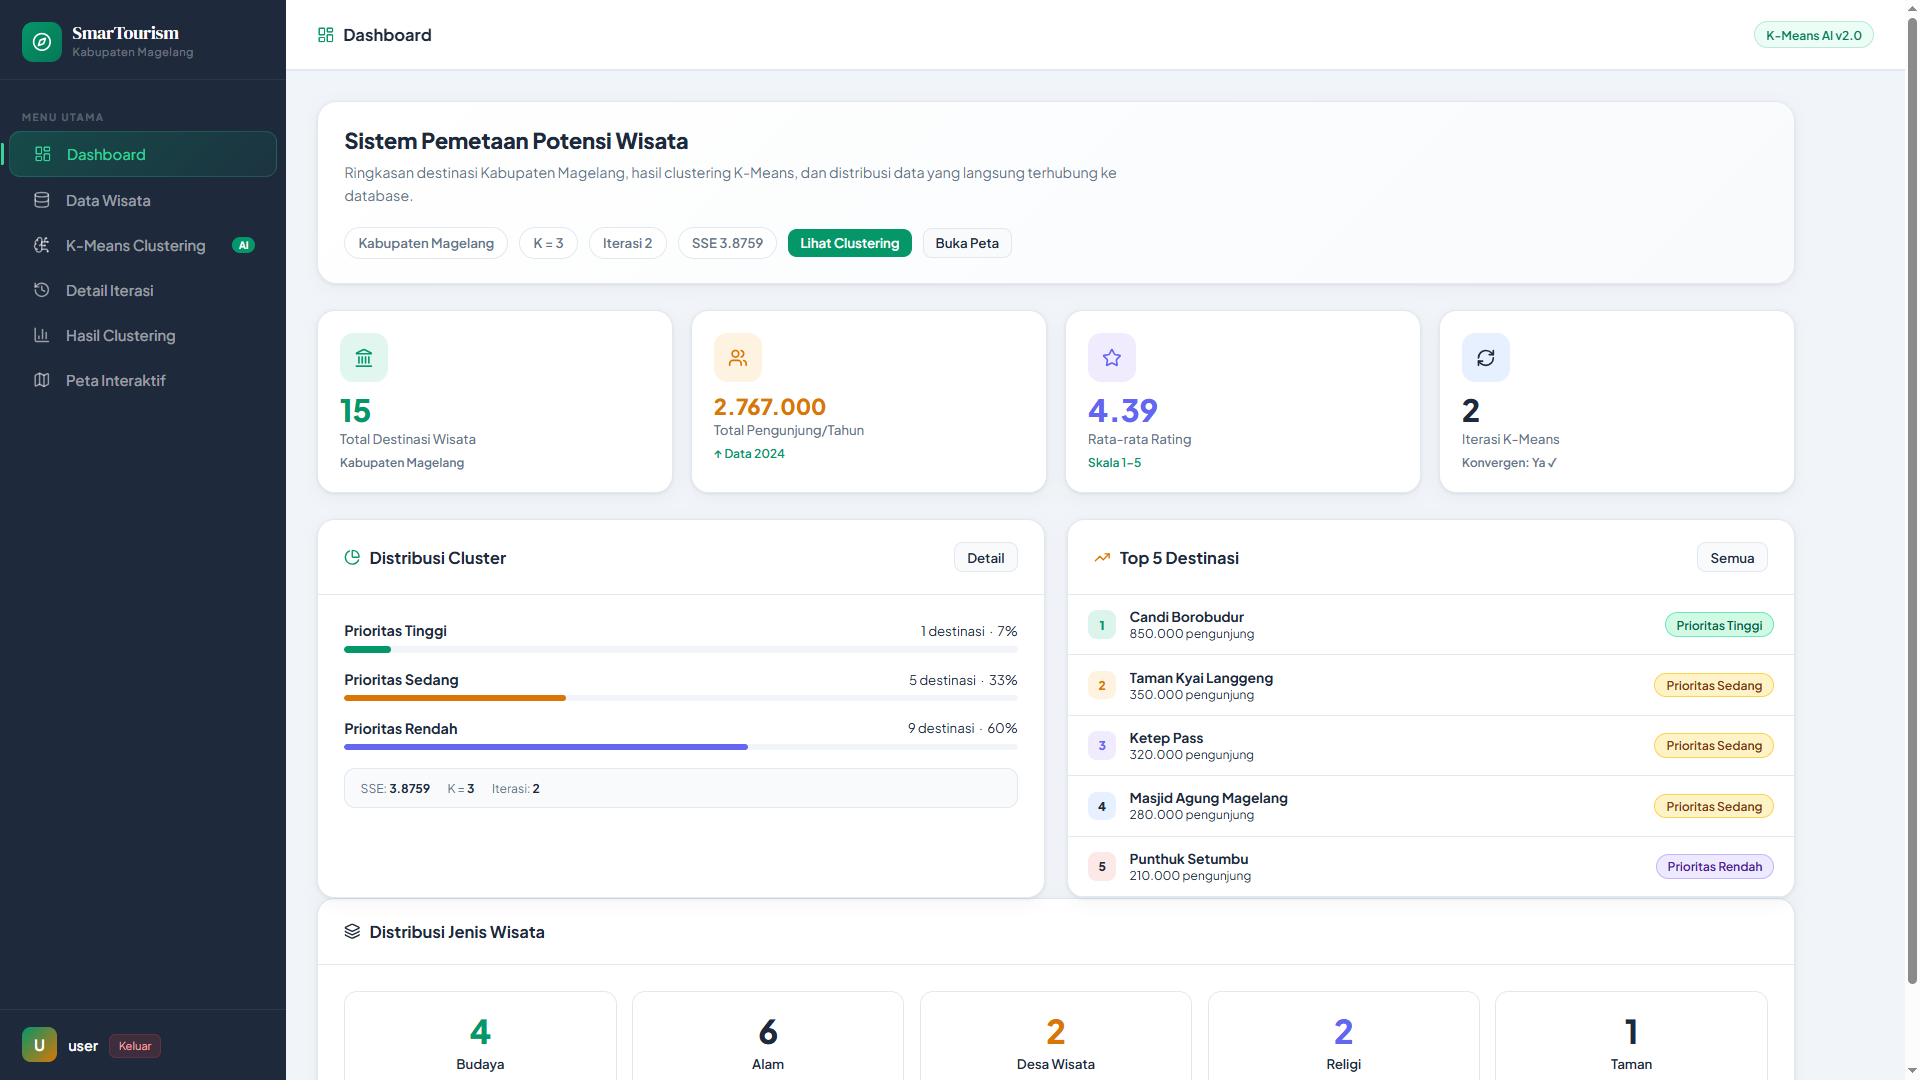 SmarTourism
Kabupaten Magelang
MENU UTAMA
Dashboard
Data Wisata
K-Means Clustering AI
Detail Iterasi
Hasil Clustering
Peta Interaktif
U user Keluar
Dashboard
K-Means AI v2.0
Sistem Pemetaan Potensi Wisata
Ringkasan destinasi Kabupaten Magelang, hasil clustering K-Means, dan distribusi data yang langsung terhubung ke
database.
Kabupaten Magelang K = 3 Iterasi 2 SSE 3.8759 Lihat Clustering Buka Peta
15
Total Destinasi Wisata
Kabupaten Magelang
2.767.000
Total Pengunjung/Tahun
↑ Data 2024
4.39
Rata-rata Rating
Skala 1–5
2
Iterasi K-Means
Konvergen: Ya ✓
Distribusi Cluster Detail
Prioritas Tinggi 1 destinasi · 7%
Prioritas Sedang 5 destinasi · 33%
Prioritas Rendah 9 destinasi · 60%
SSE: 3.8759 K = 3 Iterasi: 2
Top 5 Destinasi Semua
1 Candi Borobudur Prioritas Tinggi
850.000 pengunjung
2 Taman Kyai Langgeng Prioritas Sedang
350.000 pengunjung
3 Ketep Pass Prioritas Sedang
320.000 pengunjung
4 Masjid Agung Magelang Prioritas Sedang
280.000 pengunjung
5 Punthuk Setumbu Prioritas Rendah
210.000 pengunjung
Distribusi Jenis Wisata
4
Budaya
6
Alam
2
Desa Wisata
2
Religi
1
Taman